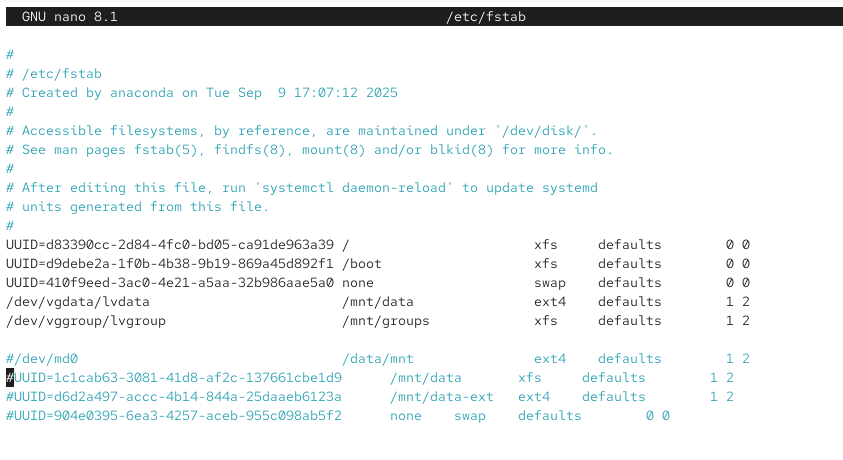 GNU nano 8.1 /etc/fstab
#
# /etc/fstab
# Created by anaconda on Tue Sep  9 17:07:12 2025
#
# Accessible filesystems, by reference, are maintained under '/dev/disk/'.
# See man pages fstab(5), findfs(8), mount(8) and/or blkid(8) for more info.
#
# After editing this file, run 'systemctl daemon-reload' to update systemd
# units generated from this file.
#
UUID=d83390cc-2d84-4fc0-bd05-ca91de963a39 /                       xfs     defaults        0 0
UUID=d9debe2a-1f0b-4b38-9b19-869a45d892f1 /boot                   xfs     defaults        0 0
UUID=410f9eed-3ac0-4e21-a5aa-32b986aee5a0 none                    swap    defaults        0 0
/dev/vgdata/lvdata                        /mnt/data               ext4    defaults        1 2
/dev/vggroup/lvgroup                      /mnt/groups             xfs     defaults        1 2
#/dev/md0                                 /data/mnt               ext4    defaults        1 2
#UUID=1c1cab63-3081-41d8-af2c-137661cbe1d9      /mnt/data       xfs     defaults        1 2
#UUID=d6d2a497-accc-4b14-844a-25daaeb6123a      /mnt/data-ext   ext4    defaults        1 2
#UUID=904e0395-6ea3-4257-aceb-955c098ab5f2      none    swap    defaults        0 0